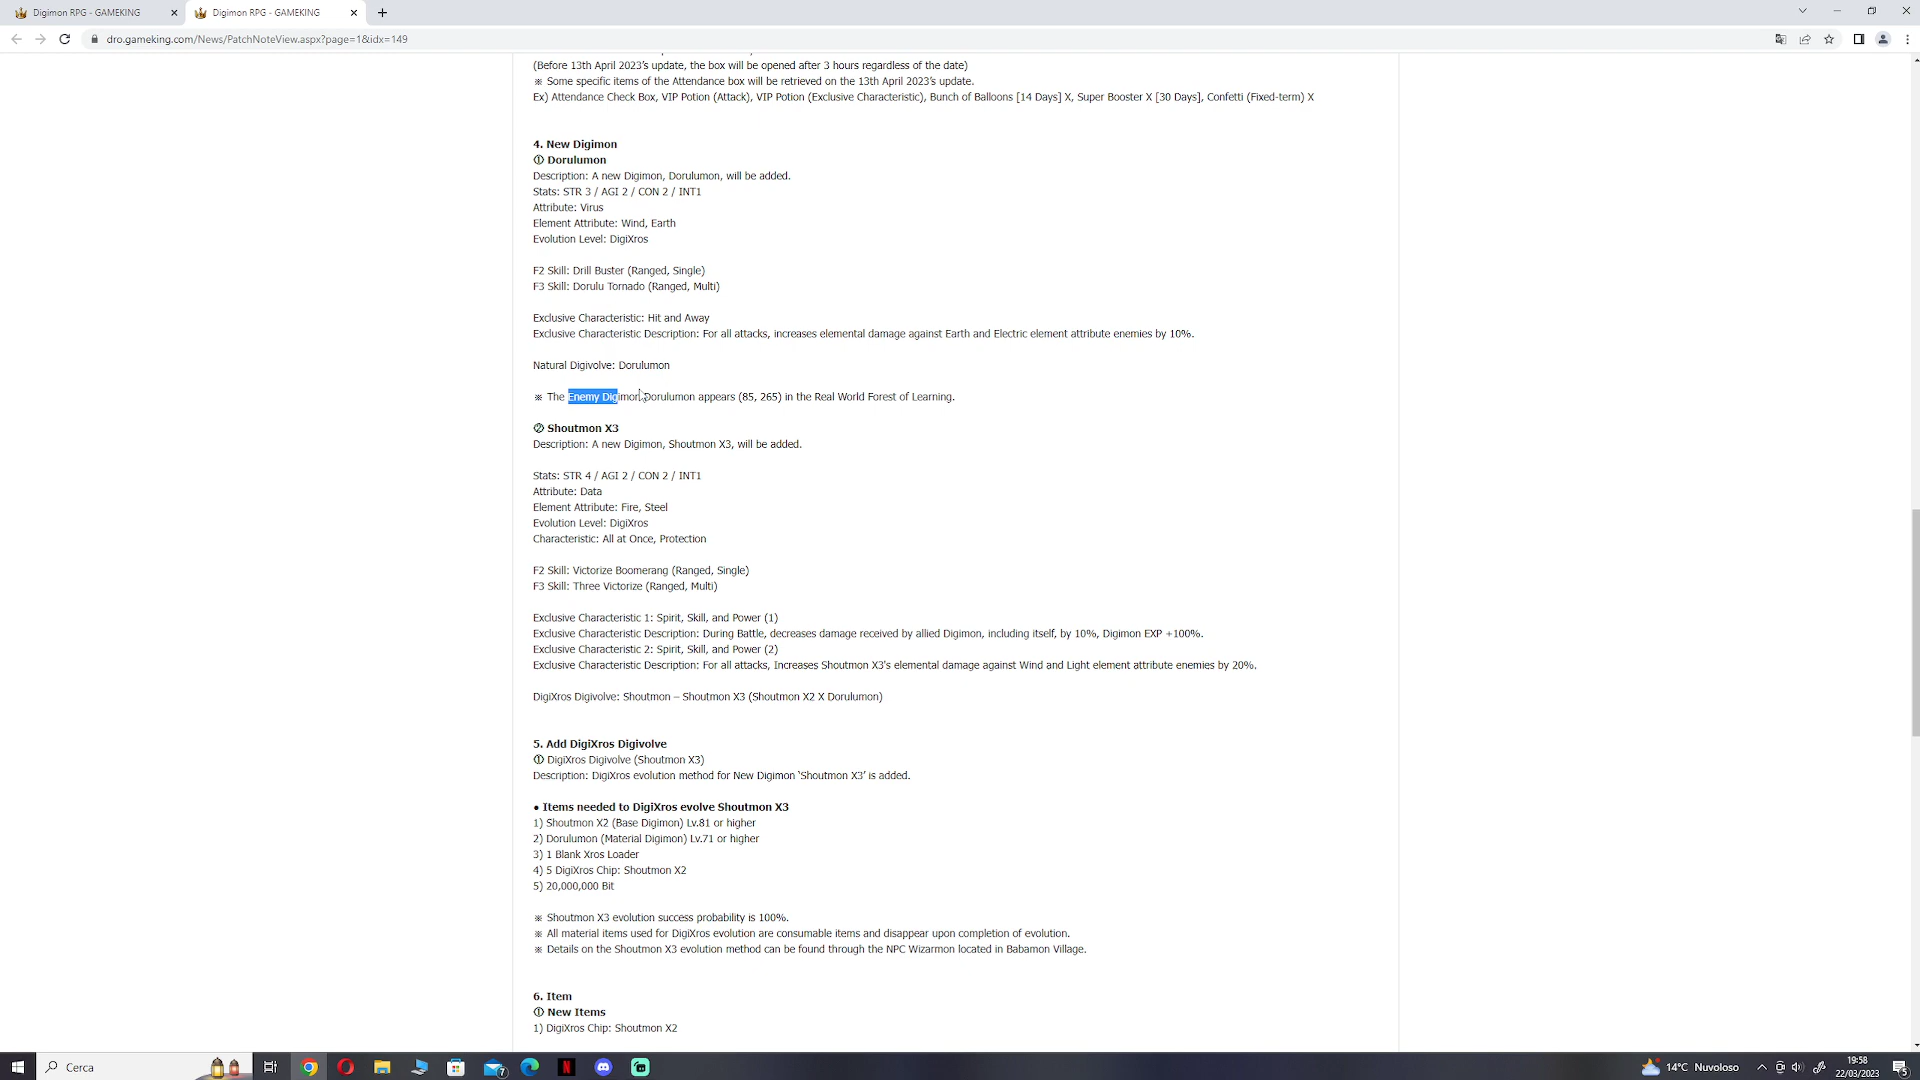 Digimon RPG - GAMEKING
Digimon RPG - GAMEKING
dro.gameking.com/News/PatchNoteView.aspx?page=1&idx=149
(Before 13th April 2023's update, the box will be opened after 3 hours regardless of the date)
※ Some specific items of the Attendance box will be retrieved on the 13th April 2023's update.
Ex) Attendance Check Box, VIP Potion (Attack), VIP Potion (Exclusive Characteristic), Bunch of Balloons [14 Days] X, Super Booster X [30 Days], Confetti (Fixed-term) X
4. New Digimon
① Dorulumon
Description: A new Digimon, Dorulumon, will be added.
Stats: STR 3 / AGI 2 / CON 2 / INT1
Attribute: Virus
Element Attribute: Wind, Earth
Evolution Level: DigiXros
F2 Skill: Drill Buster (Ranged, Single)
F3 Skill: Dorulu Tornado (Ranged, Multi)
Exclusive Characteristic: Hit and Away
Exclusive Characteristic Description: For all attacks, increases elemental damage against Earth and Electric element attribute enemies by 10%.
Natural Digivolve: Dorulumon
※ The Enemy Digimon Dorulumon appears (85, 265) in the Real World Forest of Learning.
② Shoutmon X3
Description: A new Digimon, Shoutmon X3, will be added.
Stats: STR 4 / AGI 2 / CON 2 / INT1
Attribute: Data
Element Attribute: Fire, Steel
Evolution Level: DigiXros
Characteristic: All at Once, Protection
F2 Skill: Victorize Boomerang (Ranged, Single)
F3 Skill: Three Victorize (Ranged, Multi)
Exclusive Characteristic 1: Spirit, Skill, and Power (1)
Exclusive Characteristic Description: During Battle, decreases damage received by allied Digimon, including itself, by 10%, Digimon EXP +100%.
Exclusive Characteristic 2: Spirit, Skill, and Power (2)
Exclusive Characteristic Description: For all attacks, Increases Shoutmon X3's elemental damage against Wind and Light element attribute enemies by 20%.
DigiXros Digivolve: Shoutmon – Shoutmon X3 (Shoutmon X2 X Dorulumon)
5. Add DigiXros Digivolve
① DigiXros Digivolve (Shoutmon X3)
Description: DigiXros evolution method for New Digimon 'Shoutmon X3' is added.
● Items needed to DigiXros evolve Shoutmon X3
1) Shoutmon X2 (Base Digimon) Lv.81 or higher
2) Dorulumon (Material Digimon) Lv.71 or higher
3) 1 Blank Xros Loader
4) 5 DigiXros Chip: Shoutmon X2
5) 20,000,000 Bit
※ Shoutmon X3 evolution success probability is 100%.
※ All material items used for DigiXros evolution are consumable items and disappear upon completion of evolution.
※ Details on the Shoutmon X3 evolution method can be found through the NPC Wizarmon located in Babamon Village.
6. Item
① New Items
1) DigiXros Chip: Shoutmon X2
Cerca
7
N
14°C Nuvoloso
19:58
22/03/2023
5